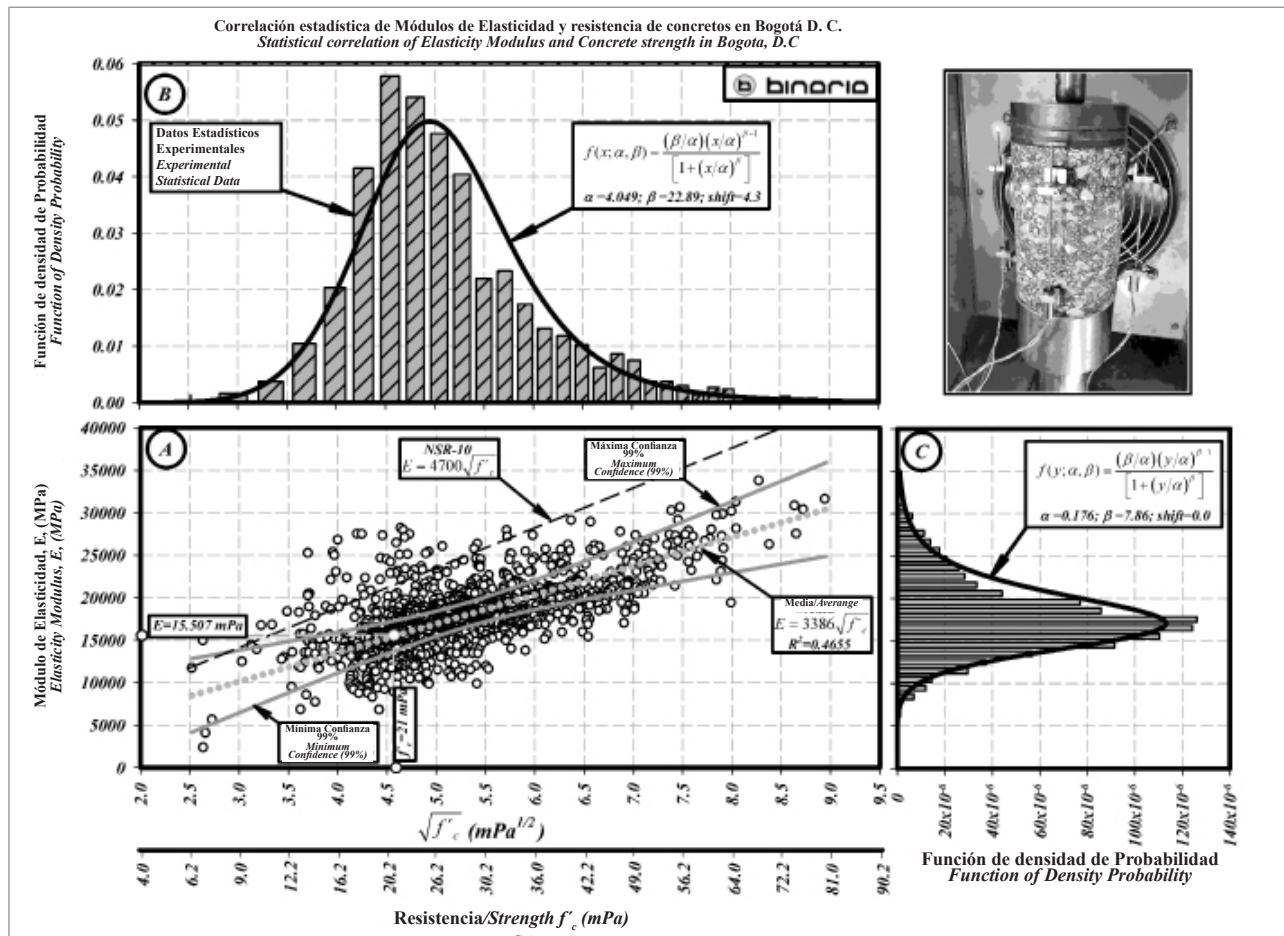 Correlación estadística de Módulos de Elasticidad y resistencia de concretos en Bogotá D. C.
Statistical correlation of Elasticity Modulus and Concrete strength in Bogota, D.C
B
binaria
Función de densidad de Probabilidad
Function of Density Probability
0.06
0.05
0.04
0.03
0.02
0.01
0.00
Datos Estadísticos
Experimentales
Experimental
Statistical Data
f(x;α,β)=(β/α)(x/α)^β-1/[1+(x/α)^β]
α=4.049; β=22.89; shift=4.3
A
Módulo de Elasticidad, E, (MPa)
Elasticity Modulus, E, (MPa)
40000
35000
30000
25000
20000
15000
10000
5000
0
NSR-10
E = 4700√f'c
Máxima Confianza
99%
Maximum
Confidence (99%)
E=15.507 mPa
Media/Averange
E = 3386√f'c
R²=0.4655
Mínima Confianza
99%
Minimum
Confidence (99%)
f'c=21 mPa
2.0 2.5 3.0 3.5 4.0 4.5 5.0 5.5 6.0 6.5 7.0 7.5 8.0 8.5 9.0 9.5
√f'c (mPa^1/2)
4.0 6.2 9.0 12.2 16.2 20.2 26.2 30.2 36.2 42.2 49.0 56.2 64.0 72.2 81.0 90.2
Resistencia/Strength f´c (mPa)
C
f(y;α,β)=(β/α)(y/α)^β-1/[1+(y/α)^β]
α=0.176; β=7.86; shift=0.0
0 20x10-6 40x10-6 60x10-6 80x10-6 100x10-6 120x10-6 140x10-6
Función de densidad de Probabilidad
Function of Density Probability